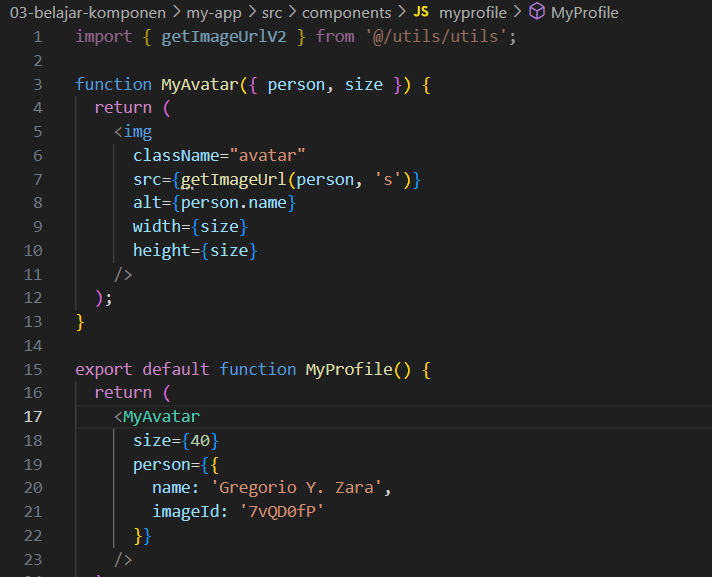 03-belajar-komponen > my-app > src > components > JS myprofile > MyProfile
1 import { getImageUrlV2 } from '@/utils/utils';
2
3 function MyAvatar({ person, size }) {
4   return (
5     <img
6       className="avatar"
7       src={getImageUrl(person, 's')}
8       alt={person.name}
9       width={size}
10       height={size}
11     />
12   );
13 }
14
15 export default function MyProfile() {
16   return (
17     <MyAvatar
18       size={40}
19       person={{
20         name: 'Gregorio Y. Zara',
21         imageId: '7vQD0fP'
22       }}
23     />